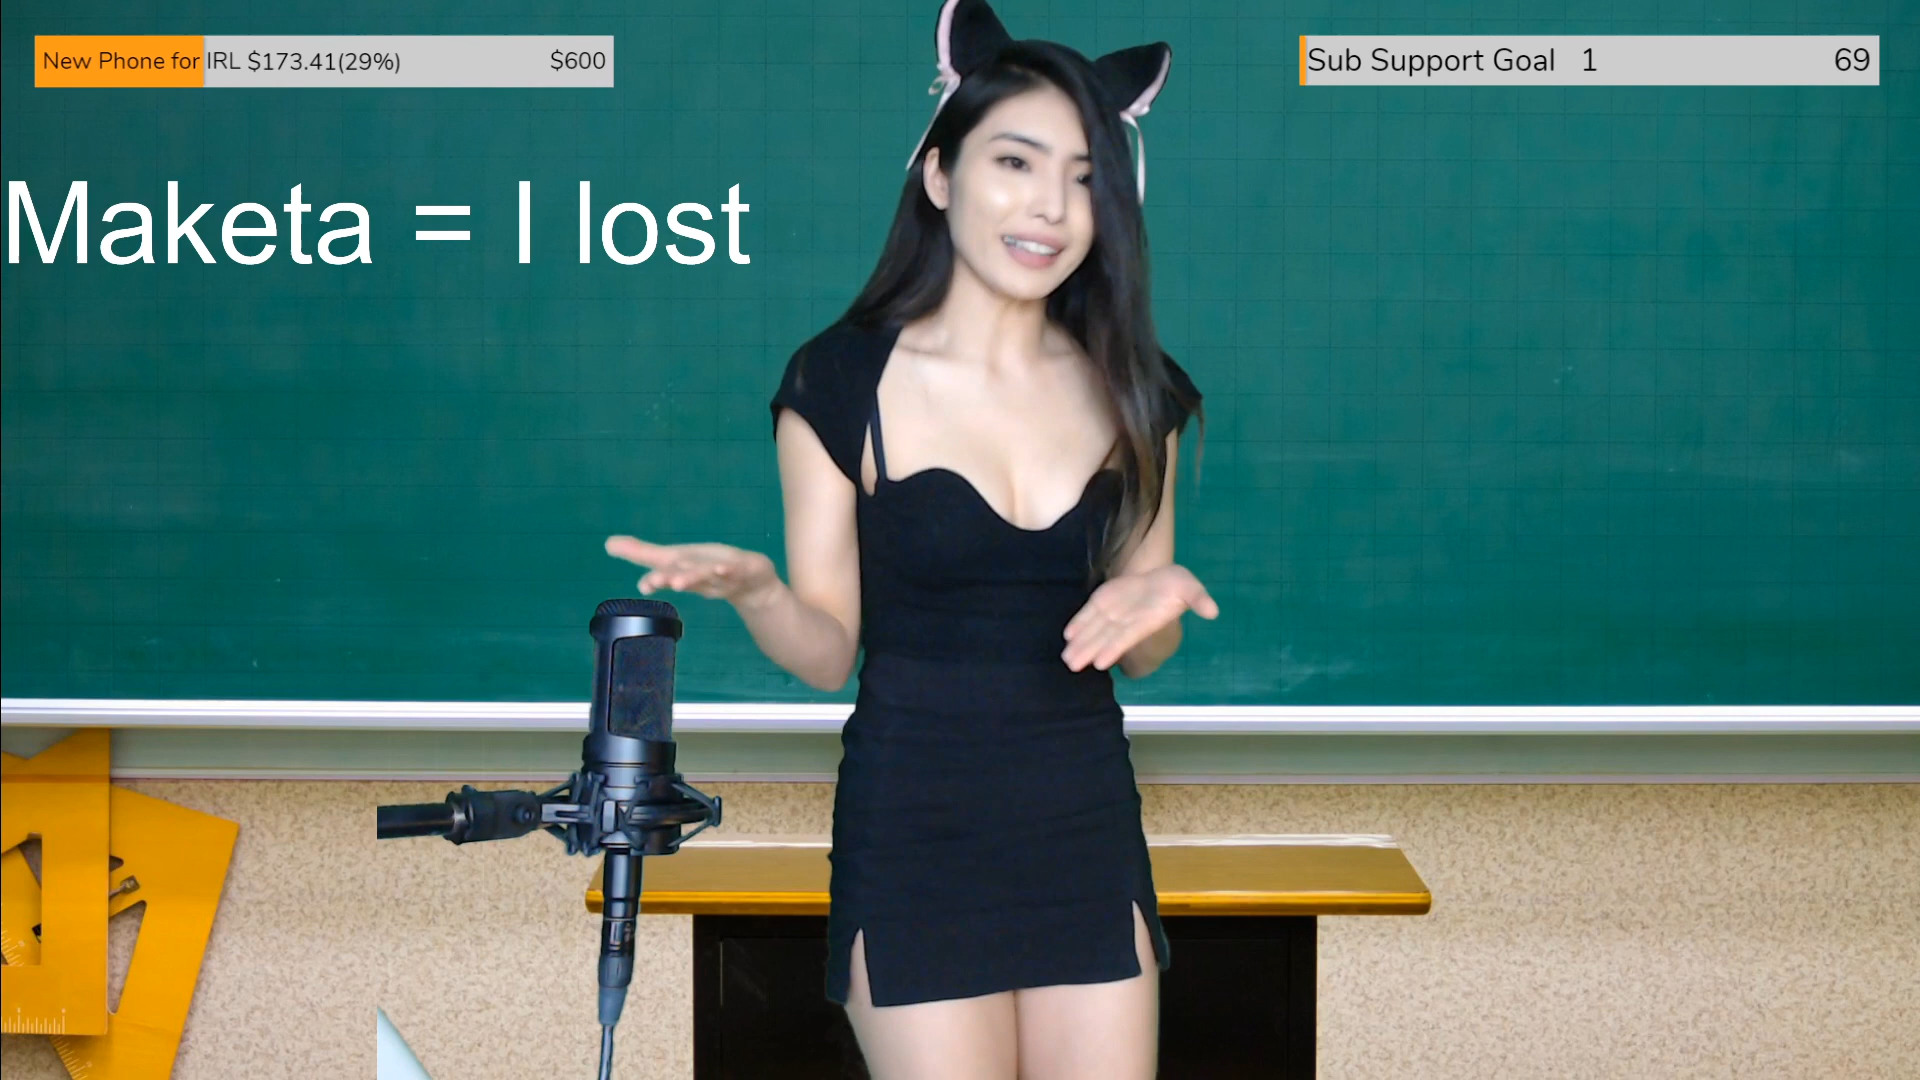 New Phone for IRL $173.41(29%) $600
Sub Support Goal 1 69
Maketa = I lost